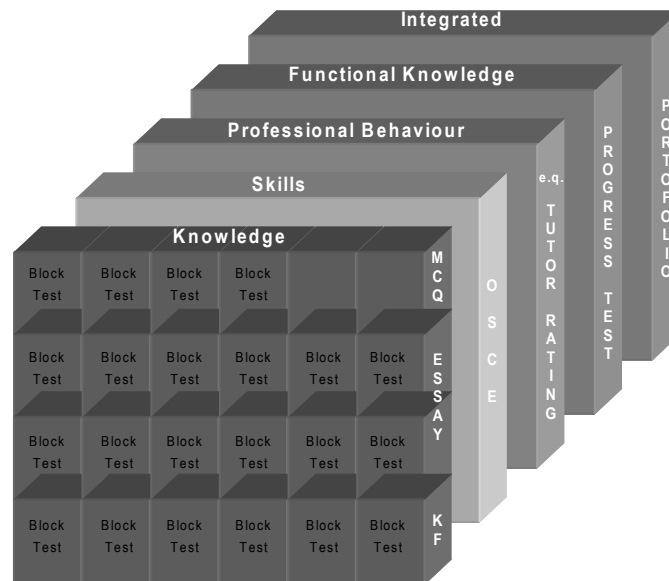 Integrated
PORTOFOLIO
Functional Knowledge
PROGRESS TEST
Professional Behaviour
e.q.
TUTOR RATING
Skills
OSCE
Knowledge
MCQ
Block Block Block Block
Test Test Test Test
ESSAY
Block Block Block Block Block Block
Test Test Test Test Test Test
Block Block Block Block Block Block
Test Test Test Test Test Test
KF
Block Block Block Block Block Block
Test Test Test Test Test Test